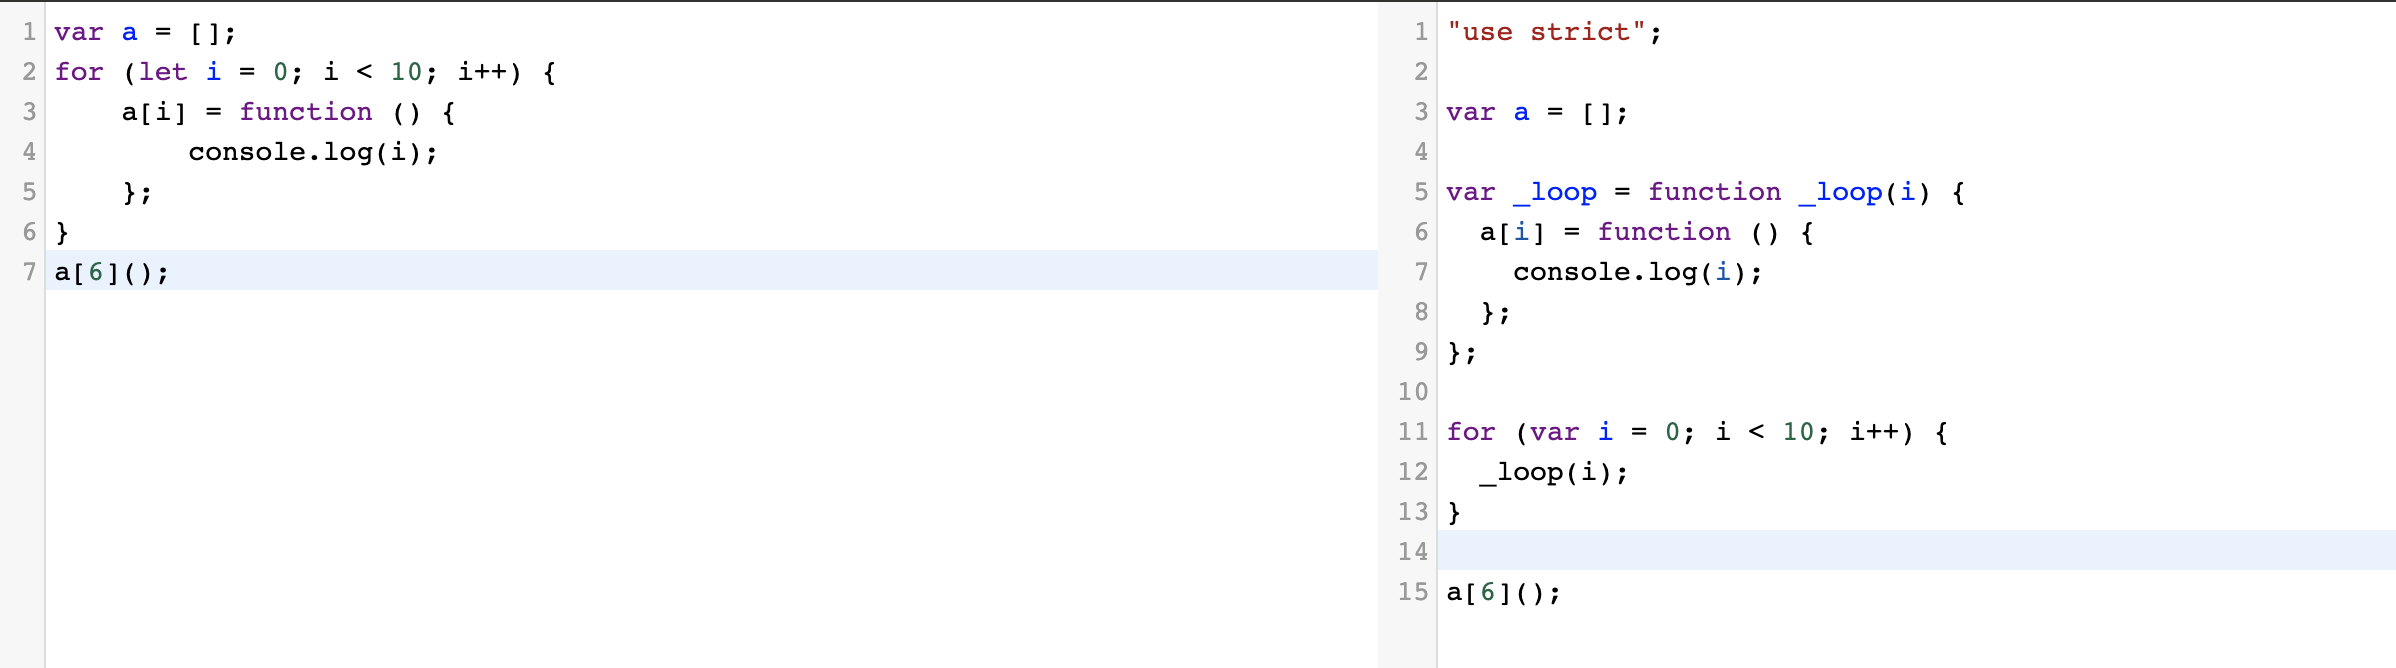 1 var a = [];
2 for (let i = 0; i < 10; i++) {
3     a[i] = function () {
4         console.log(i);
5     };
6 }
7 a[6]();
1 "use strict";
2
3 var a = [];
4
5 var _loop = function _loop(i) {
6   a[i] = function () {
7     console.log(i);
8   };
9 };
10
11 for (var i = 0; i < 10; i++) {
12   _loop(i);
13 }
14
15 a[6]();